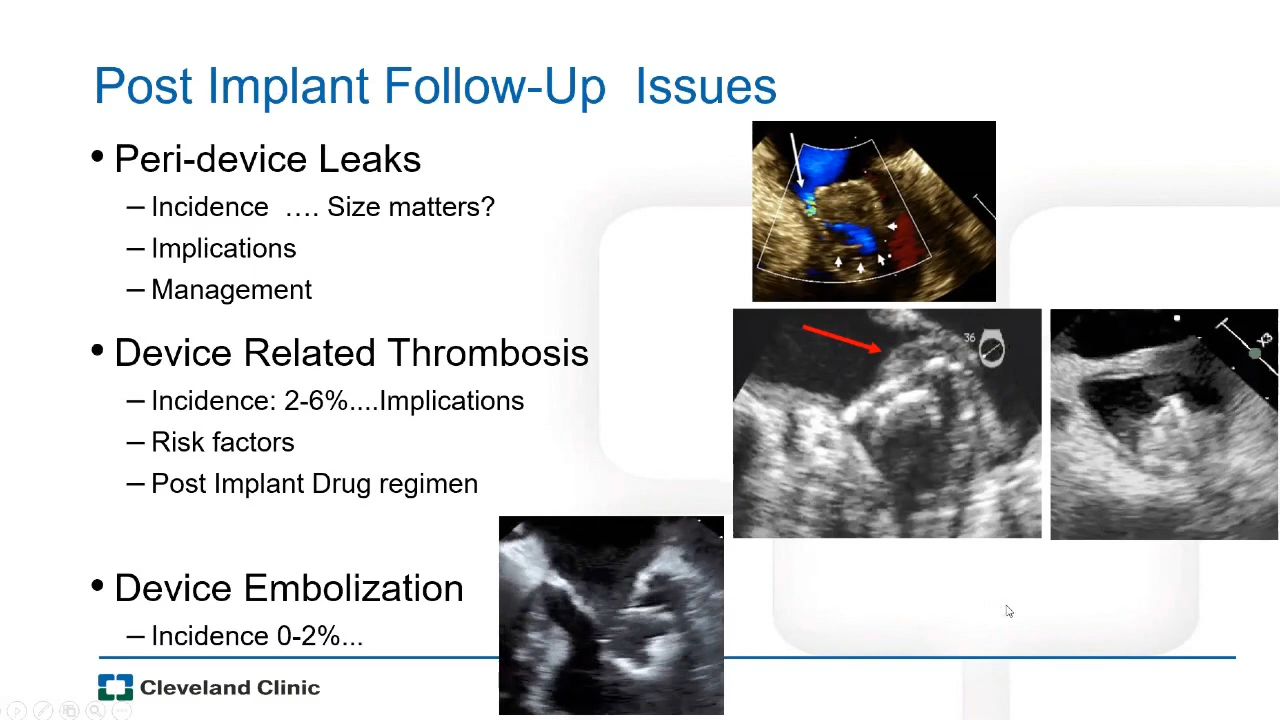 Post Implant Follow-Up Issues
• Peri-device Leaks
– Incidence …. Size matters?
– Implications
– Management
• Device Related Thrombosis
– Incidence: 2-6%....Implications
– Risk factors
– Post Implant Drug regimen
• Device Embolization
– Incidence 0-2%...
36
Cleveland Clinic